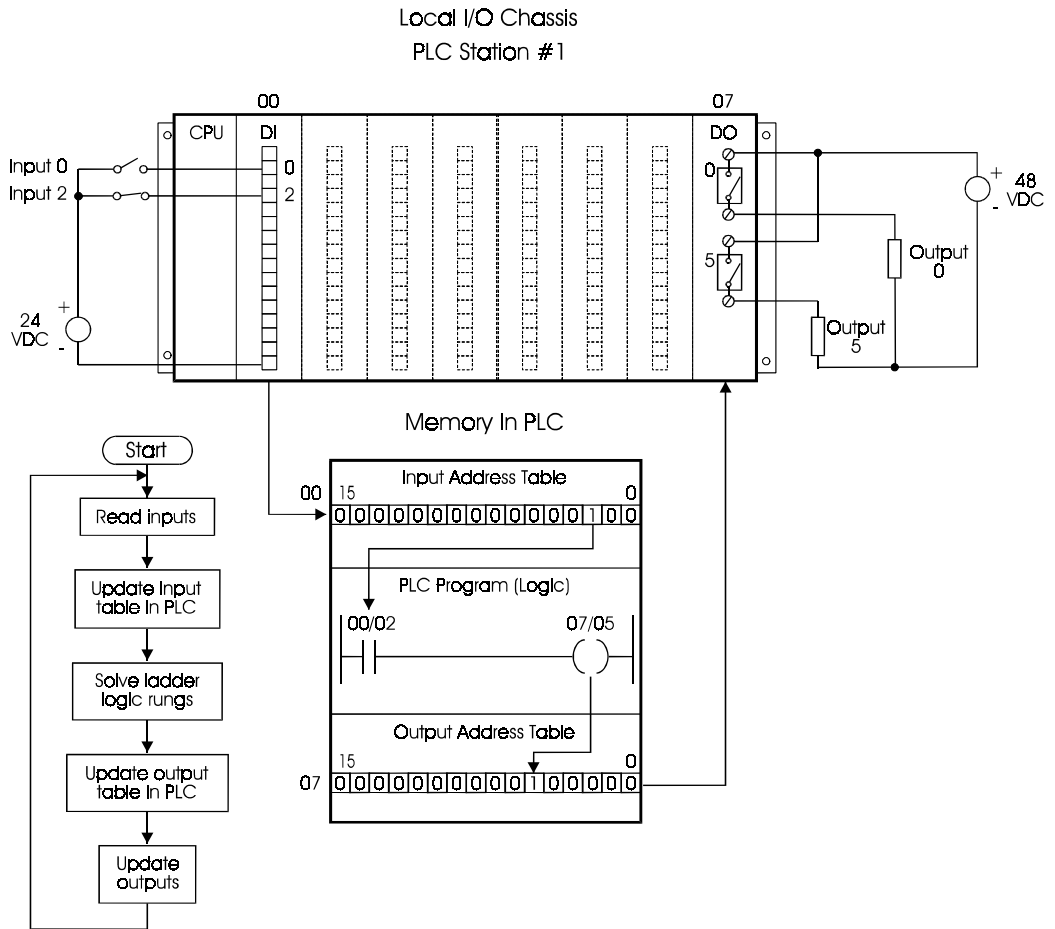 Local I/O Chassis
PLC Station #1
00
07
CPU
DI
DO
Input 0
0
Input 2
2
0
5
+
48
VDC
-
Output
0
Output
5
+
24
VDC
-
Memory In PLC
Start
Read inputs
Update Input
table In PLC
Solve ladder
logic rungs
Update output
table In PLC
Update
outputs
Input Address Table
15
0
00
0 0 0 0 0 0 0 0 0 0 0 0 0 1 0 0
PLC Program (Logic)
00/02
07/05
Output Address Table
15
0
07
0 0 0 0 0 0 0 0 0 0 1 0 0 0 0 0